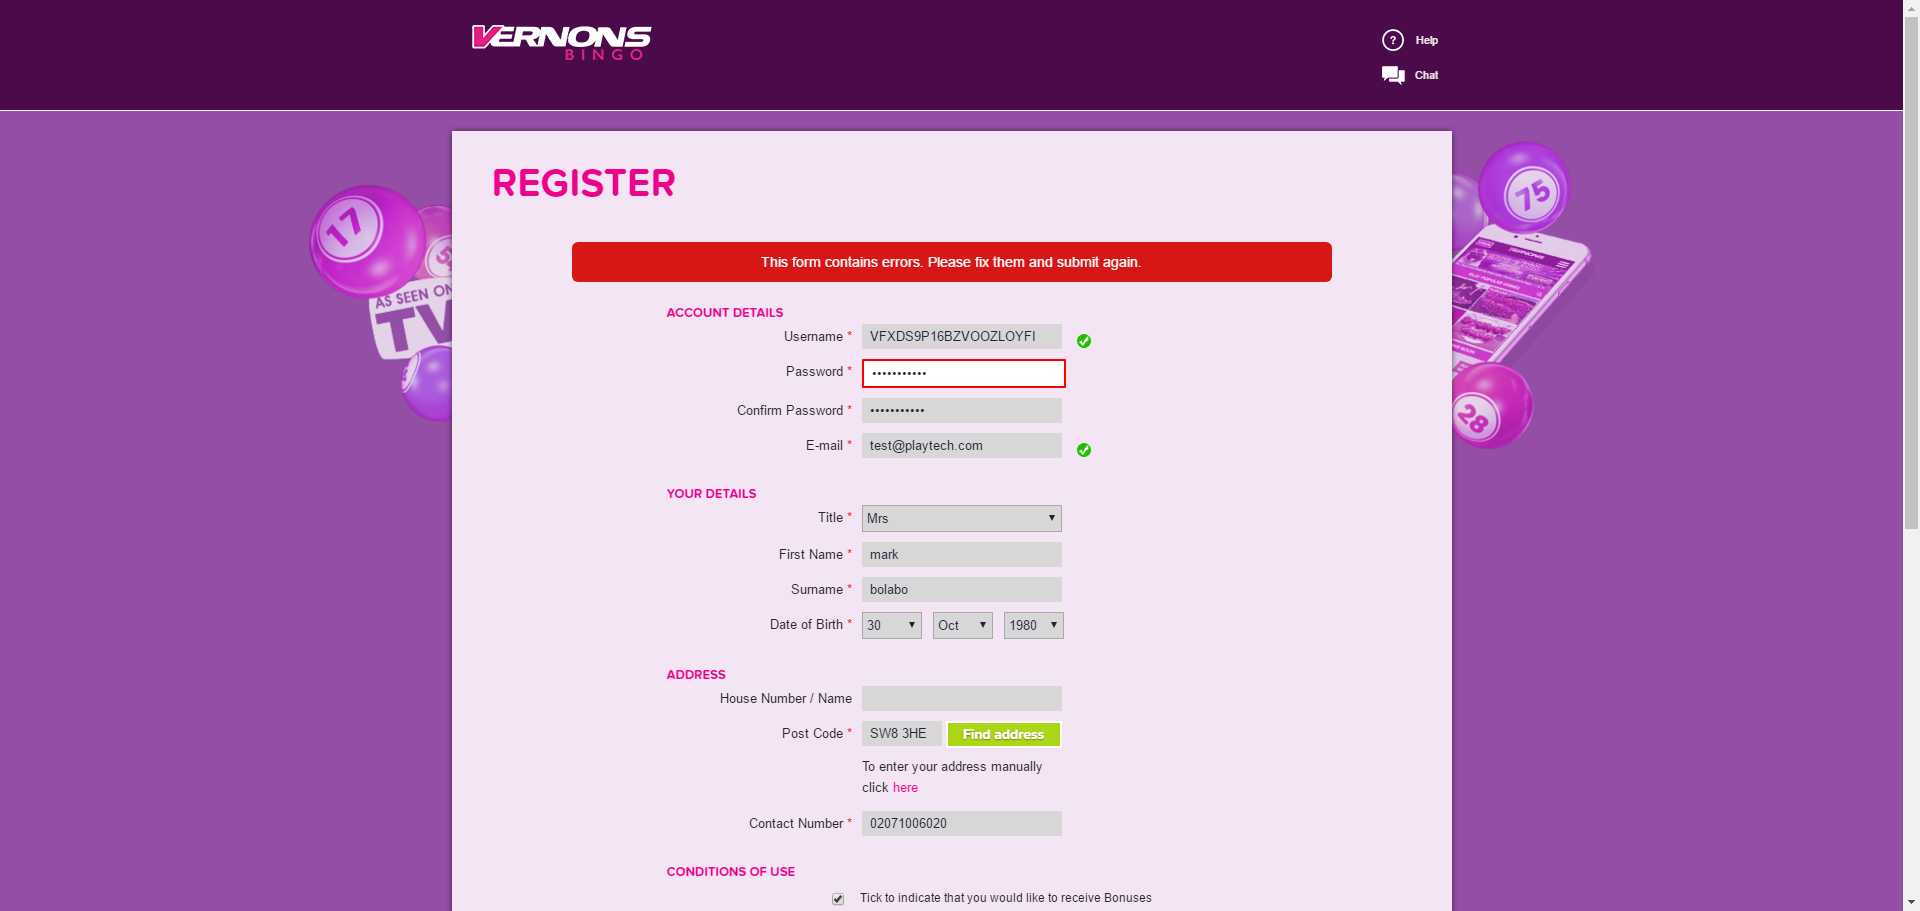 VERNONS
BINGO
Help
Chat
REGISTER
17
75
AS SEEN ON
TV
28
This form contains errors. Please fix them and submit again.
ACCOUNT DETAILS
Username * VFXDS9P16BZVOOZLOYFI
Password * •••••••••••
Confirm Password * •••••••••••
E-mail * test@playtech.com
YOUR DETAILS
Title * Mrs
First Name * mark
Surname * bolabo
Date of Birth * 30 Oct 1980
ADDRESS
House Number / Name
Post Code * SW8 3HE Find address
To enter your address manually
click here
Contact Number * 02071006020
CONDITIONS OF USE
Tick to indicate that you would like to receive Bonuses